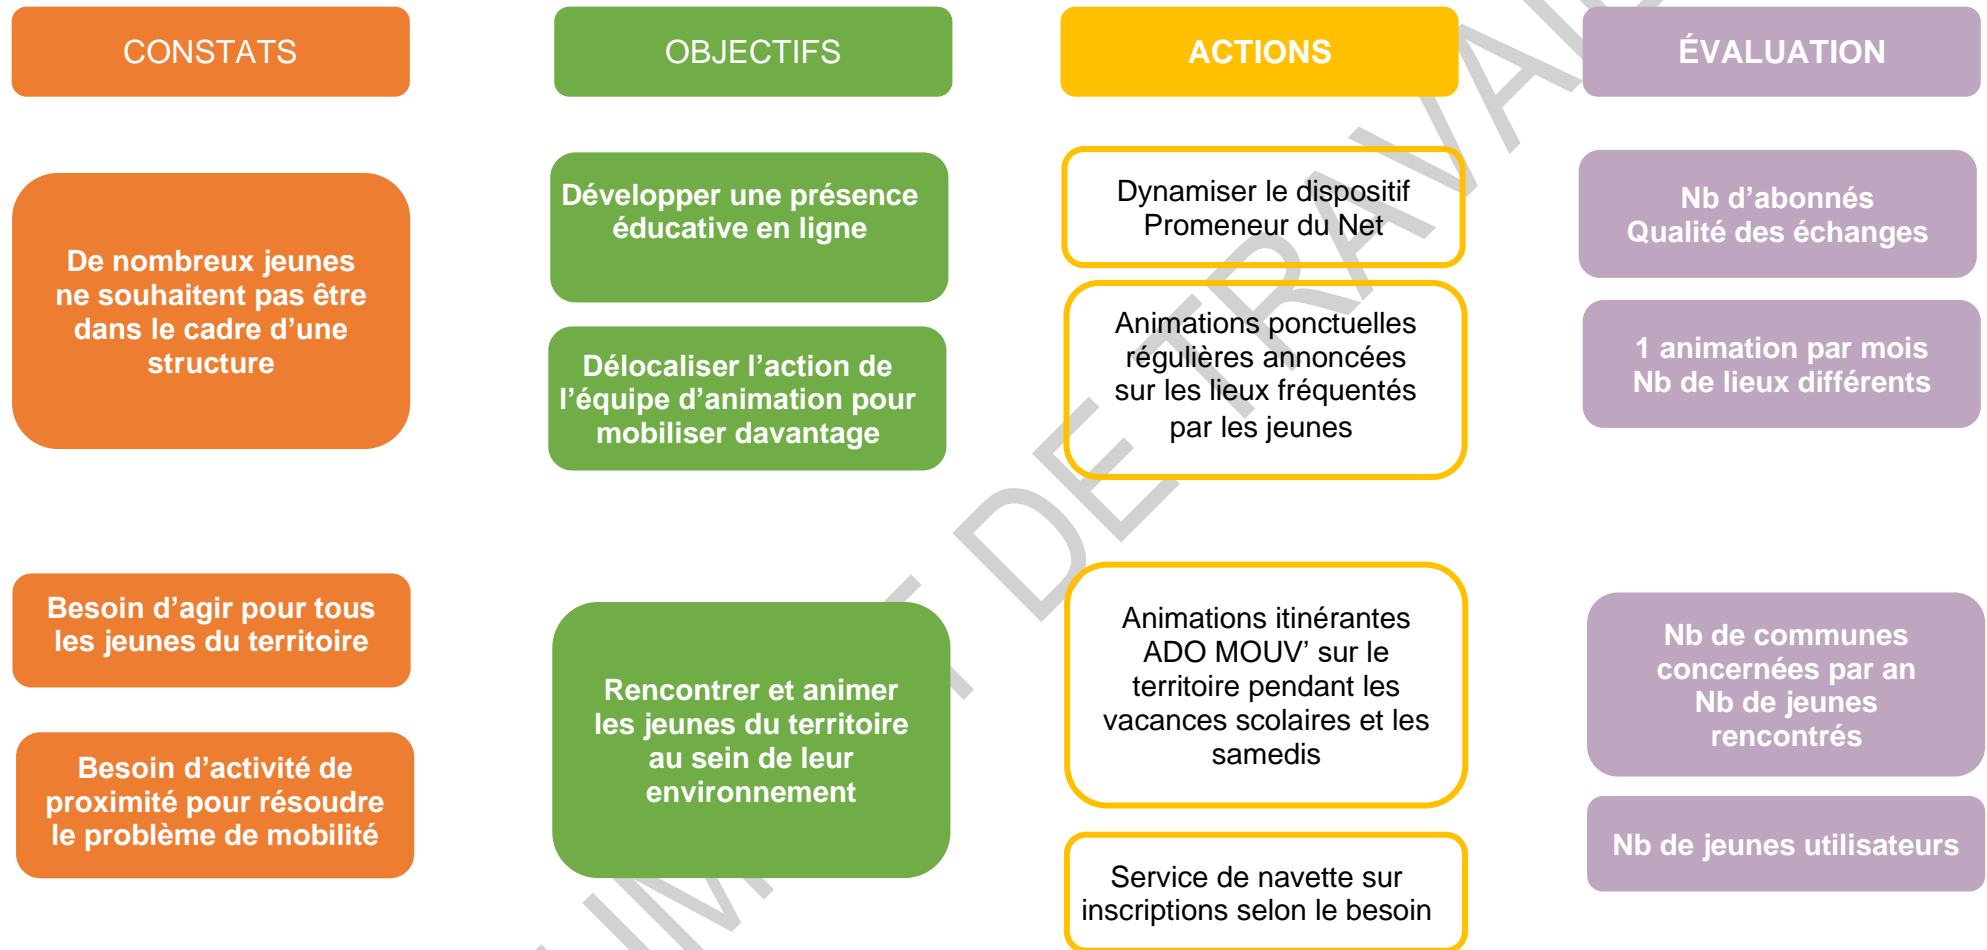 CONSTATS
OBJECTIFS
ACTIONS
ÉVALUATION
De nombreux jeunes
ne souhaitent pas être
dans le cadre d’une
structure
Développer une présence
éducative en ligne
Délocaliser l’action de
l’équipe d’animation pour
mobiliser davantage
Dynamiser le dispositif
Promeneur du Net
Animations ponctuelles
régulières annoncées
sur les lieux fréquentés
par les jeunes
Nb d’abonnés
Qualité des échanges
1 animation par mois
Nb de lieux différents
Besoin d’agir pour tous
les jeunes du territoire
Besoin d’activité de
proximité pour résoudre
le problème de mobilité
Rencontrer et animer
les jeunes du territoire
au sein de leur
environnement
Animations itinérantes
ADO MOUV’ sur le
territoire pendant les
vacances scolaires et les
samedis
Service de navette sur
inscriptions selon le besoin
Nb de communes
concernées par an
Nb de jeunes
rencontrés
Nb de jeunes utilisateurs
DE TRAVAIL